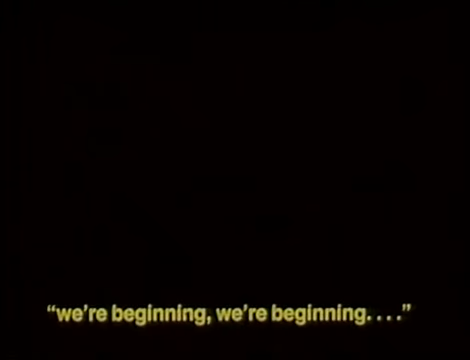 “we’re beginning, we’re beginning. . . .”